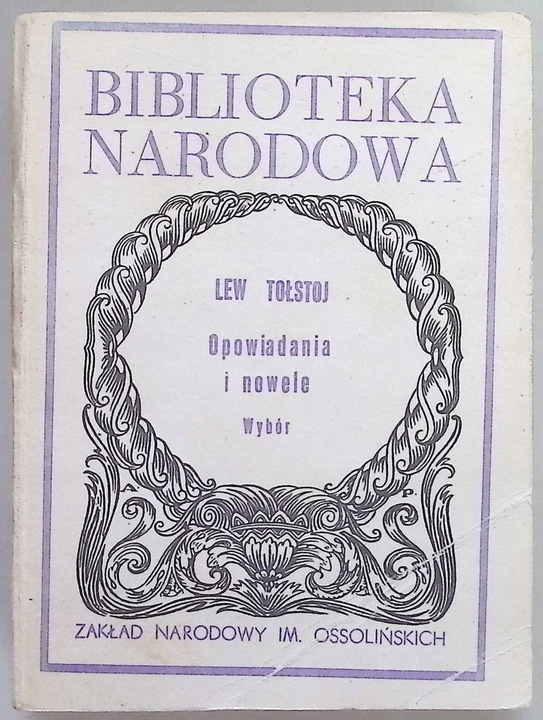 BIBLIOTEKA
NARODOWA
LEW TOŁSTOJ
Opowiadania
i nowele
Wybór
A. P.
ZAKŁAD NARODOWY IM. OSSOLIŃSKICH